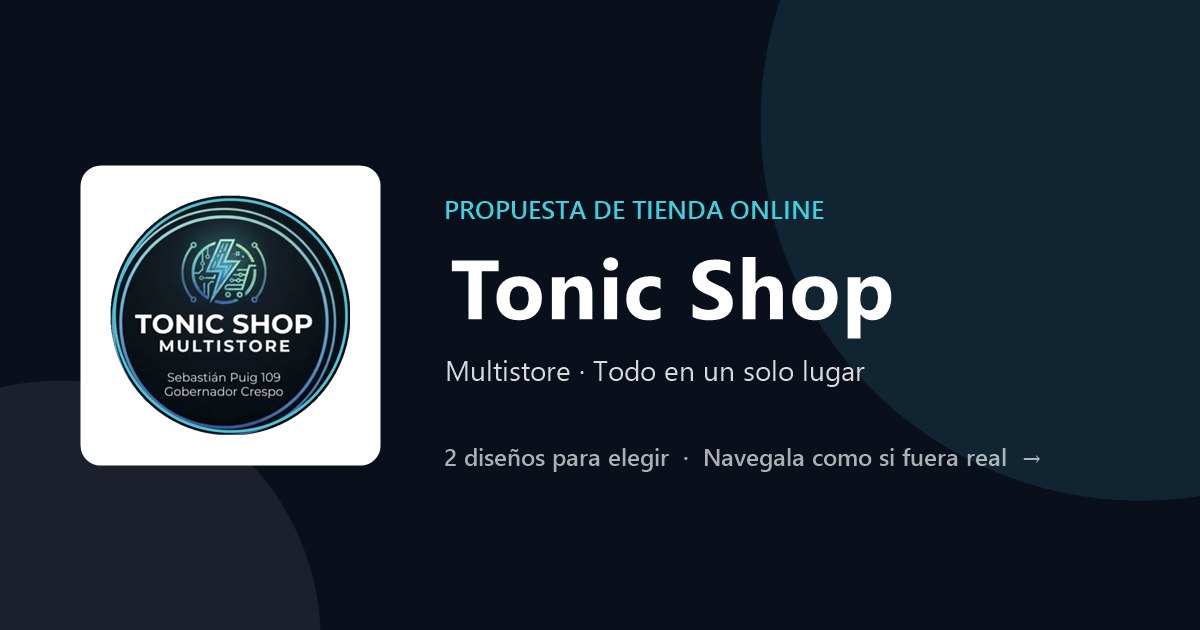 TONIC SHOP
MULTISTORE
Sebastián Puig 109
Gobernador Crespo
PROPUESTA DE TIENDA ONLINE
Tonic Shop
Multistore · Todo en un solo lugar
2 diseños para elegir · Navegala como si fuera real →